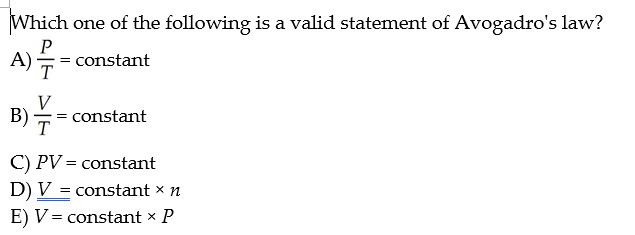 Which one of the following is a valid statement of Avogadro's law?
A) P/T = constant
B) V/T = constant
C) PV = constant
D) V = constant × n
E) V = constant × P